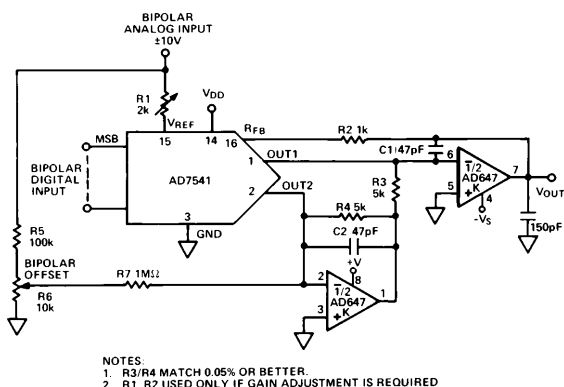 BIPOLAR
ANALOG INPUT
±10V
R1
2k
VDD
VREF
15
14
16
RFB
R2 1k
C1 47pF
MSB
BIPOLAR
DIGITAL
INPUT
AD7541
1
OUT1
2
OUT2
3
GND
R3
5k
R4 5k
C2 47pF
6
1/2
AD647
K
7
5
+
4
-VS
VOUT
150pF
R5
100k
BIPOLAR
OFFSET
R6
10k
R7 1MΩ
+V
8
2
1/2
AD647
K
1
3
+
NOTES:
1. R3/R4 MATCH 0.05% OR BETTER.
2. R1, R2 USED ONLY IF GAIN ADJUSTMENT IS REQUIRED